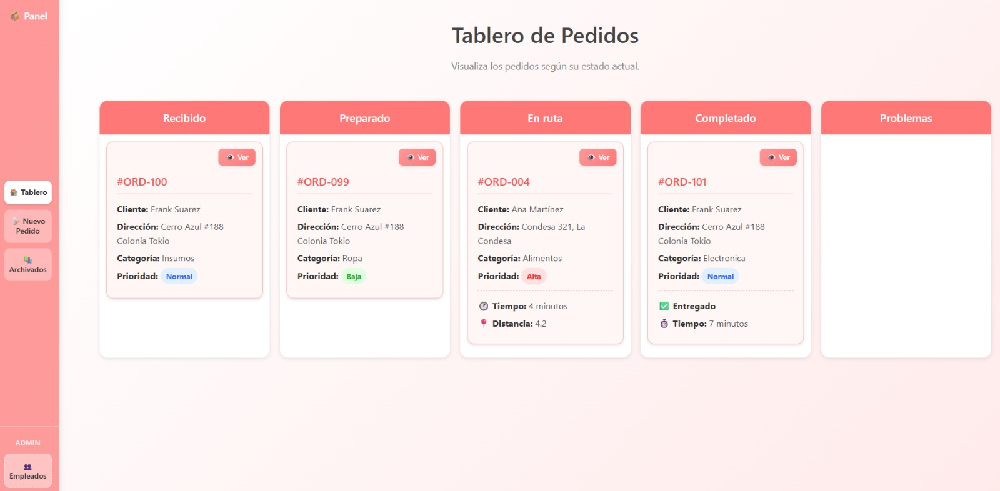 Panel
Tablero
Nuevo
Pedido
Archivados
ADMIN
Empleados
Tablero de Pedidos
Visualiza los pedidos según su estado actual.
Recibido
Ver
#ORD-100
Cliente: Frank Suarez
Dirección: Cerro Azul #188
Colonia Tokio
Categoría: Insumos
Prioridad: Normal
Preparado
Ver
#ORD-099
Cliente: Frank Suarez
Dirección: Cerro Azul #188
Colonia Tokio
Categoría: Ropa
Prioridad: Baja
En ruta
Ver
#ORD-004
Cliente: Ana Martínez
Dirección: Condesa 321, La
Condesa
Categoría: Alimentos
Prioridad: Alta
Tiempo: 4 minutos
Distancia: 4.2
Completado
Ver
#ORD-101
Cliente: Frank Suarez
Dirección: Cerro Azul #188
Colonia Tokio
Categoría: Electronica
Prioridad: Normal
Entregado
Tiempo: 7 minutos
Problemas